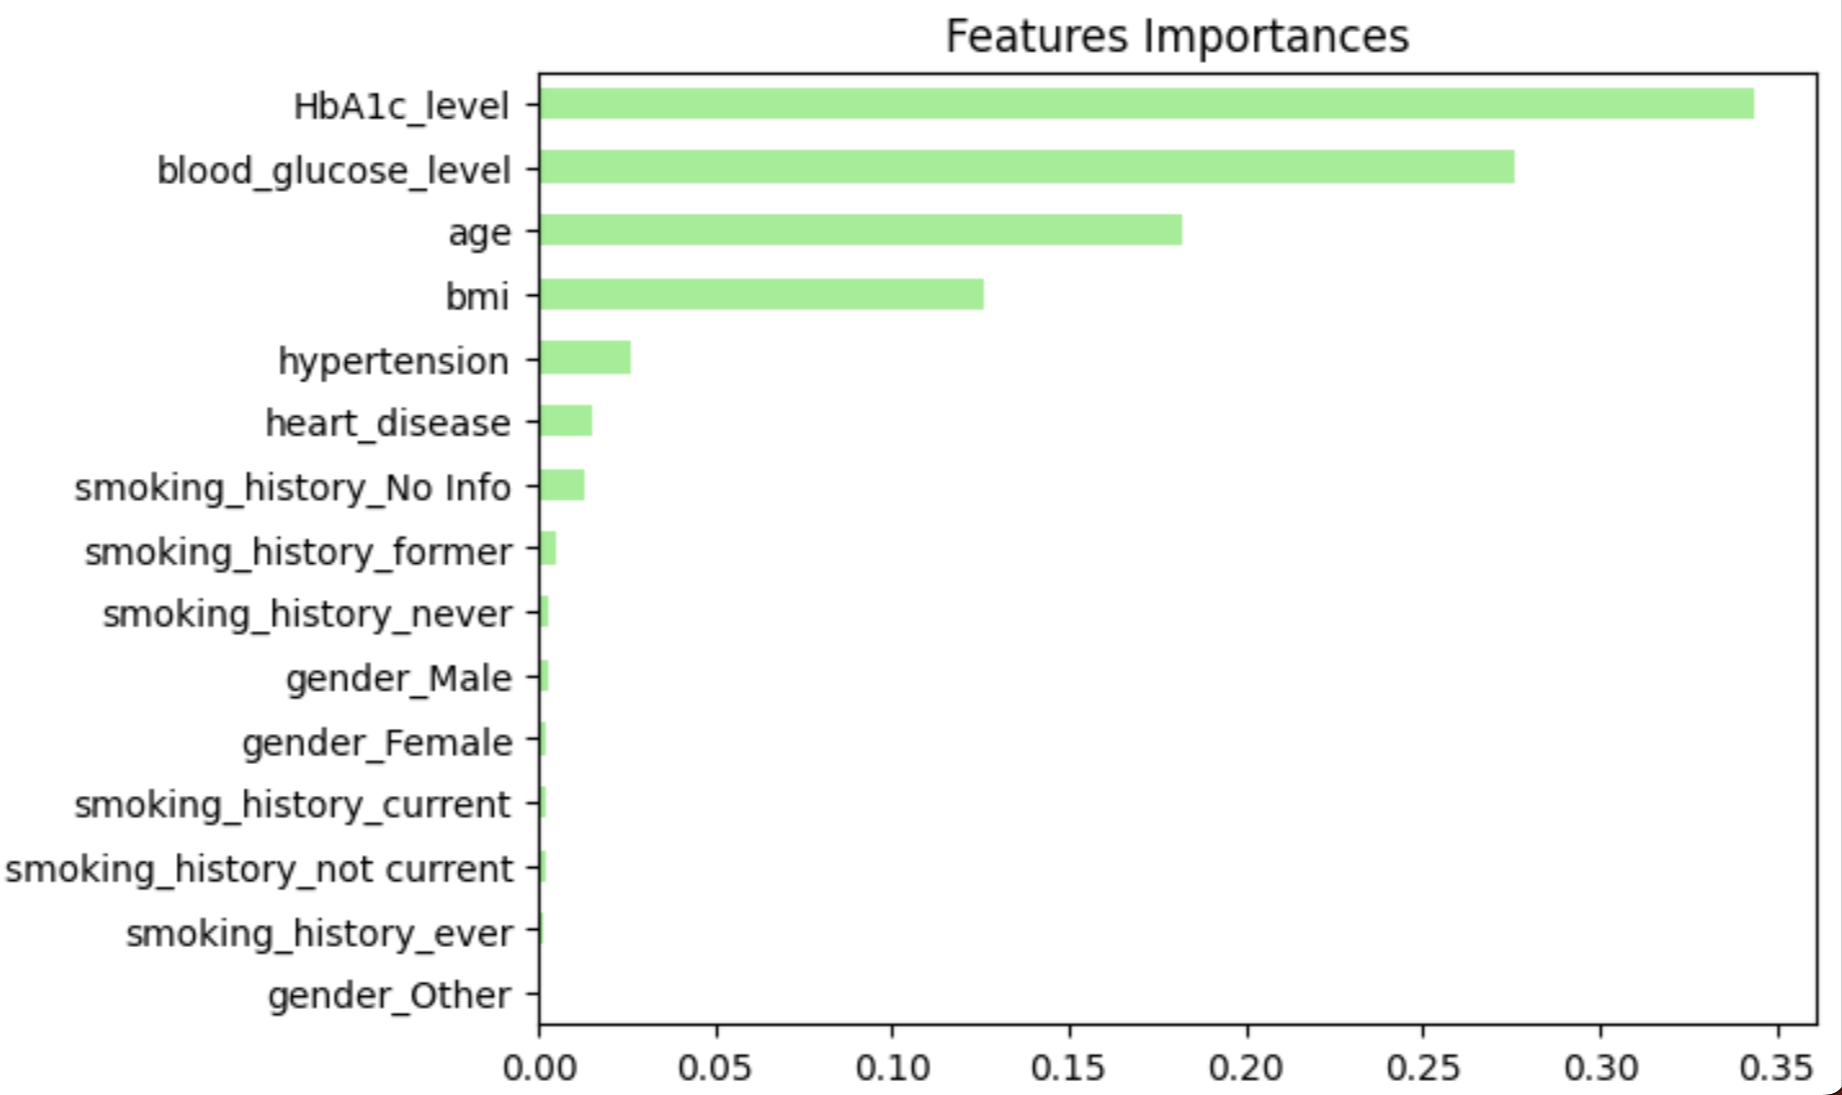 Features Importances
HbA1c_level
blood_glucose_level
age
bmi
hypertension
heart_disease
smoking_history_No Info
smoking_history_former
smoking_history_never
gender_Male
gender_Female
smoking_history_current
smoking_history_not current
smoking_history_ever
gender_Other
0.00 0.05 0.10 0.15 0.20 0.25 0.30 0.35